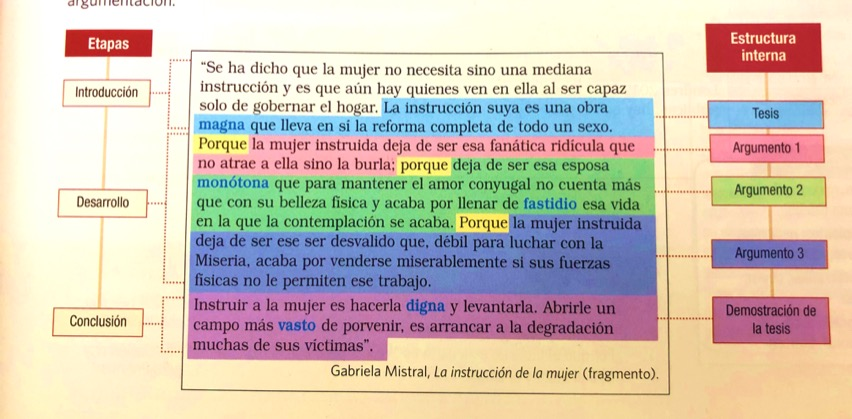 argumentación.
Etapas
Estructura
interna
Introducción
Desarrollo
Conclusión
“Se ha dicho que la mujer no necesita sino una mediana
instrucción y es que aún hay quienes ven en ella al ser capaz
solo de gobernar el hogar. La instrucción suya es una obra
magna que lleva en sí la reforma completa de todo un sexo.
Porque la mujer instruida deja de ser esa fanática ridícula que
no atrae a ella sino la burla; porque deja de ser esa esposa
monótona que para mantener el amor conyugal no cuenta más
que con su belleza física y acaba por llenar de fastidio esa vida
en la que la contemplación se acaba. Porque la mujer instruida
deja de ser ese ser desvalido que, débil para luchar con la
Miseria, acaba por venderse miserablemente si sus fuerzas
físicas no le permiten ese trabajo.
Instruir a la mujer es hacerla digna y levantarla. Abrirle un
campo más vasto de porvenir, es arrancar a la degradación
muchas de sus víctimas”.
Gabriela Mistral, La instrucción de la mujer (fragmento).
Tesis
Argumento 1
Argumento 2
Argumento 3
Demostración de
la tesis